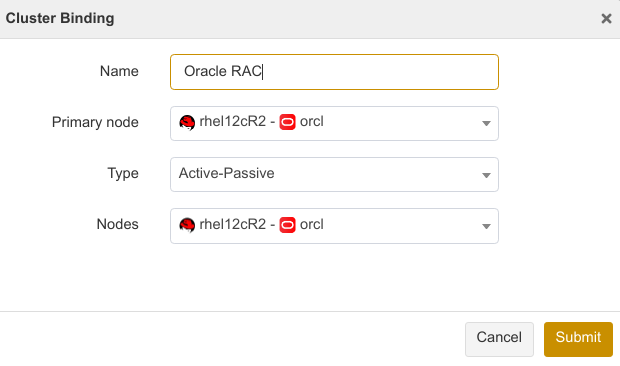 Cluster Binding ×
Name Oracle RAC
Primary node rhel12cR2 - orcl
Type Active-Passive
Nodes rhel12cR2 - orcl
Cancel Submit